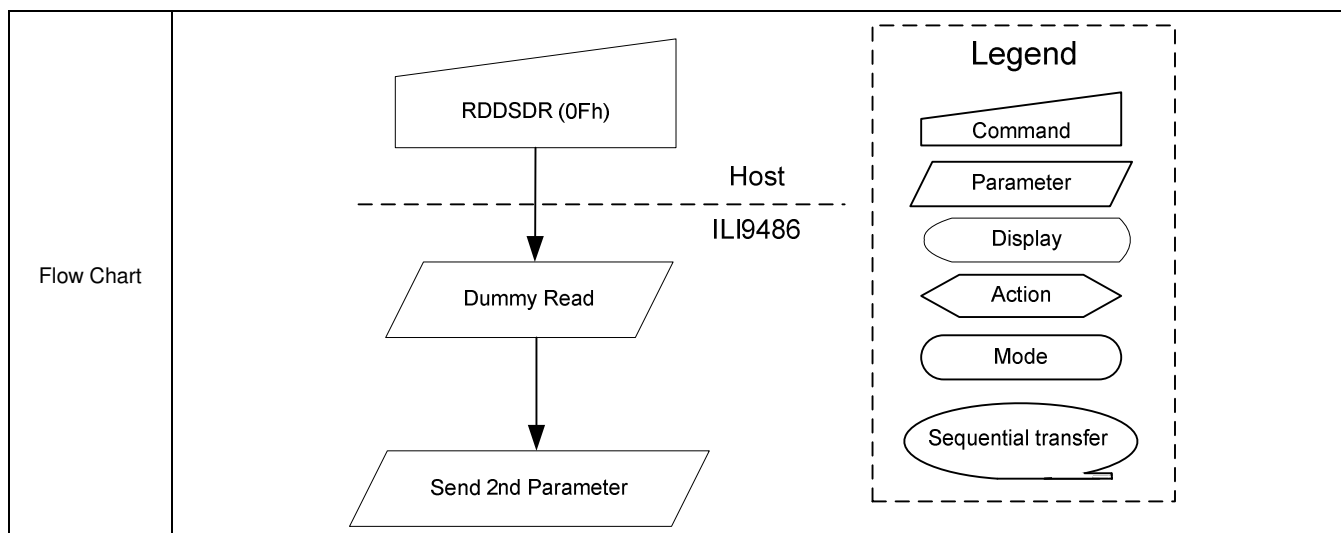 Flow Chart
RDDSDR (0Fh)
Host
ILI9486
Dummy Read
Send 2nd Parameter
Legend
Command
Parameter
Display
Action
Mode
Sequential transfer